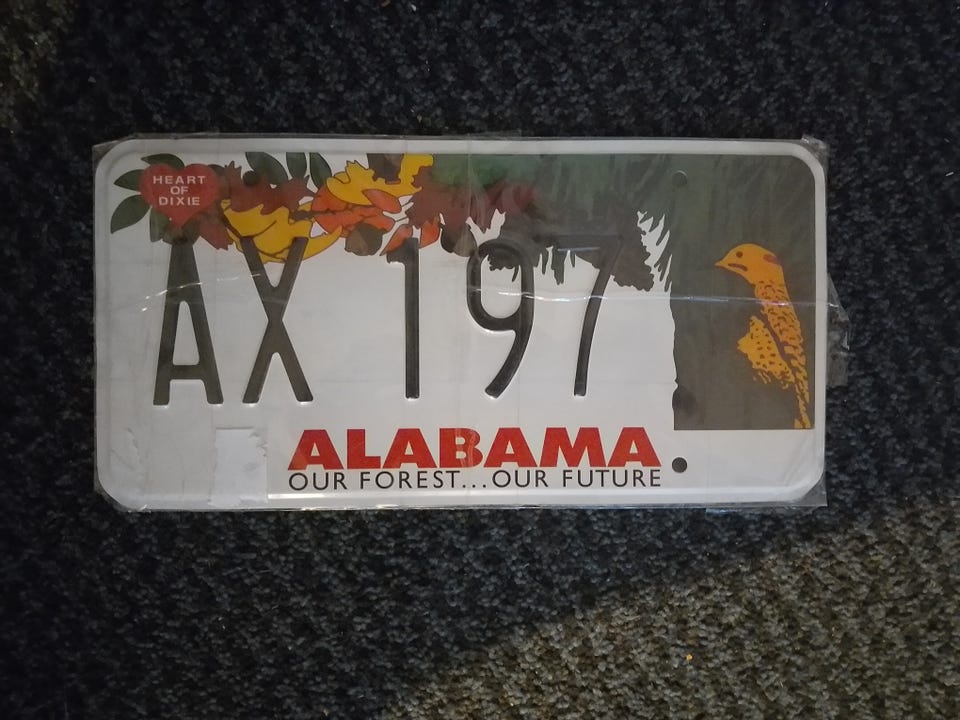 HEART
OF
DIXIE
AX 197
ALABAMA
OUR FOREST...OUR FUTURE